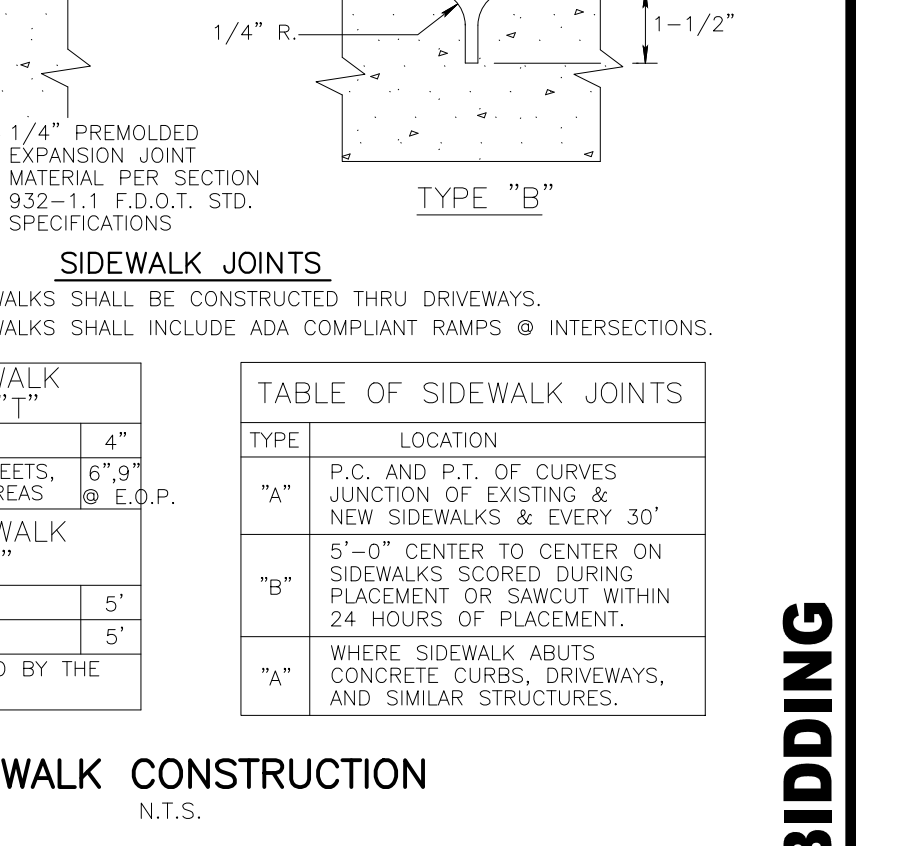 1/4" R.
1-1/2"
1/4" PREMOLDED
EXPANSION JOINT
MATERIAL PER SECTION
932-1.1 F.D.O.T. STD.
SPECIFICATIONS
TYPE "B"
SIDEWALK JOINTS
WALKS SHALL BE CONSTRUCTED THRU DRIVEWAYS.
WALKS SHALL INCLUDE ADA COMPLIANT RAMPS @ INTERSECTIONS.
WALK
"T"
4"
EETS, 6",9"
REAS @ E.O.P.
WALK
"
5'
5'
D BY THE
TABLE OF SIDEWALK JOINTS
TYPE LOCATION
"A"
P.C. AND P.T. OF CURVES
JUNCTION OF EXISTING &
NEW SIDEWALKS & EVERY 30'
"B"
5'-0" CENTER TO CENTER ON
SIDEWALKS SCORED DURING
PLACEMENT OR SAWCUT WITHIN
24 HOURS OF PLACEMENT.
"A"
WHERE SIDEWALK ABUTS
CONCRETE CURBS, DRIVEWAYS,
AND SIMILAR STRUCTURES.
WALK CONSTRUCTION
N.T.S.
BIDDING